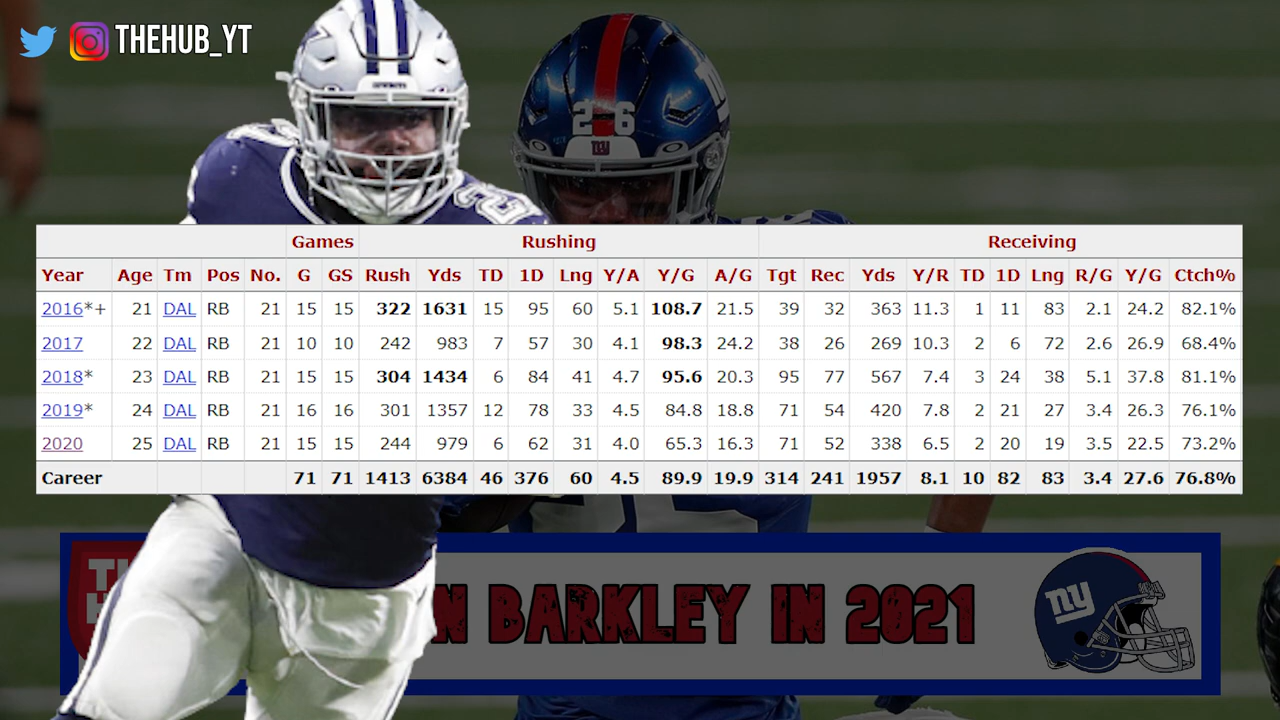 THEHUB_YT
26
Games Rushing Receiving
Year Age Tm Pos No. G GS Rush Yds TD 1D Lng Y/A Y/G A/G Tgt Rec Yds Y/R TD 1D Lng R/G Y/G Ctch%
2016*+ 21 DAL RB 21 15 15 322 1631 15 95 60 5.1 108.7 21.5 39 32 363 11.3 1 11 83 2.1 24.2 82.1%
2017 22 DAL RB 21 10 10 242 983 7 57 30 4.1 98.3 24.2 38 26 269 10.3 2 6 72 2.6 26.9 68.4%
2018* 23 DAL RB 21 15 15 304 1434 6 84 41 4.7 95.6 20.3 95 77 567 7.4 3 24 38 5.1 37.8 81.1%
2019* 24 DAL RB 21 16 16 301 1357 12 78 33 4.5 84.8 18.8 71 54 420 7.8 2 21 27 3.4 26.3 76.1%
2020 25 DAL RB 21 15 15 244 979 6 62 31 4.0 65.3 16.3 71 52 338 6.5 2 20 19 3.5 22.5 73.2%
Career 71 71 1413 6384 46 376 60 4.5 89.9 19.9 314 241 1957 8.1 10 82 83 3.4 27.6 76.8%
N BARKLEY IN 2021
ny